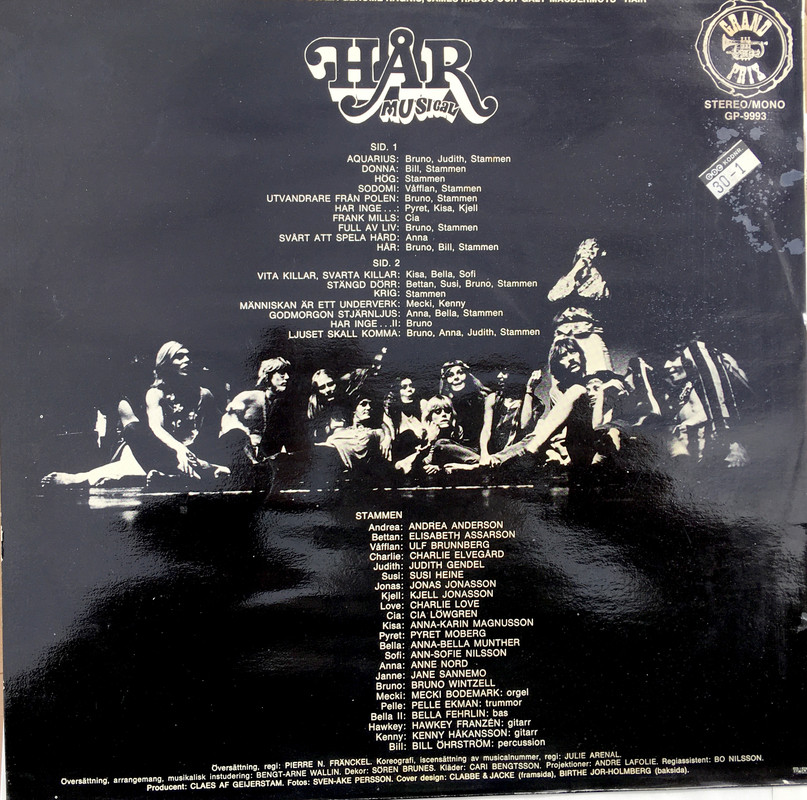 JAMES RADOS OCH GALT MACDERMOTS "HAIR"
GRAND
PRIX
STEREO/MONO
GP-9993
30-1
HÅR
MUSICAL
SID. 1
AQUARIUS: Bruno, Judith, Stammen
DONNA: Bill, Stammen
HÖG: Stammen
SODOMI: Våfflan, Stammen
UTVANDRARE FRÅN POLEN: Bruno, Stammen
HAR INGE...: Pyret, Kisa, Kjell
FRANK MILLS: Cia
FULL AV LIV: Bruno, Stammen
SVÅRT ATT SPELA HÅRD: Anna
HÅR: Bruno, Bill, Stammen
SID. 2
VITA KILLAR, SVARTA KILLAR: Kisa, Bella, Sofi
STÄNGD DÖRR: Bettan, Susi, Bruno, Stammen
KRIG: Stammen
MÄNNISKAN ÄR ETT UNDERVERK: Mecki, Kenny
GODMORGON STJÄRNLJUS: Anna, Bella, Stammen
HAR INGE...II: Bruno
LJUSET SKALL KOMMA: Bruno, Anna, Judith, Stammen
STAMMEN
Andrea: ANDREA ANDERSON
Bettan: ELISABETH ASSARSON
Våfflan: ULF BRUNNBERG
Charlie: CHARLIE ELVEGÅRD
Judith: JUDITH GENDEL
Susi: SUSI HEINE
Jonas: JONAS JONASSON
Kjell: KJELL JONASSON
Love: CHARLIE LOVE
Cia: CIA LÖWGREN
Kisa: ANNA-KARIN MAGNUSSON
Pyret: PYRET MOBERG
Bella: ANNA-BELLA MUNTHER
Sofi: ANN-SOFIE NILSSON
Anna: ANNE NORD
Janne: JANE SANNEMO
Bruno: BRUNO WINTZELL
Mecki: MECKI BODEMARK: orgel
Pelle: PELLE EKMAN: trummor
Bella II: BELLA FEHRLIN: bas
Hawkey: HAWKEY FRANZÉN: gitarr
Kenny: KENNY HÅKANSSON: gitarr
Bill: BILL ÖHRSTRÖM: percussion
Översättning, regi: PIERRE N. FRÄNCKEL. Koreografi, iscensättning av musicalnummer, regi: JULIE ARENAL.
Översättning, arrangemang, musikalisk instudering: BENGT-ARNE WALLIN. Dekor: SÖREN BRUNES. Kläder: CARI BENGTSSON. Projektioner: ANDRE LAFOLIE. Regiassistent: BO NILSSON.
Producent: CLAES AF GEIJERSTAM. Fotos: SVEN-ÅKE PERSSON. Cover design: CLABBE & JACKE (framsida), BIRTHE JOR-HOLMBERG (baksida).